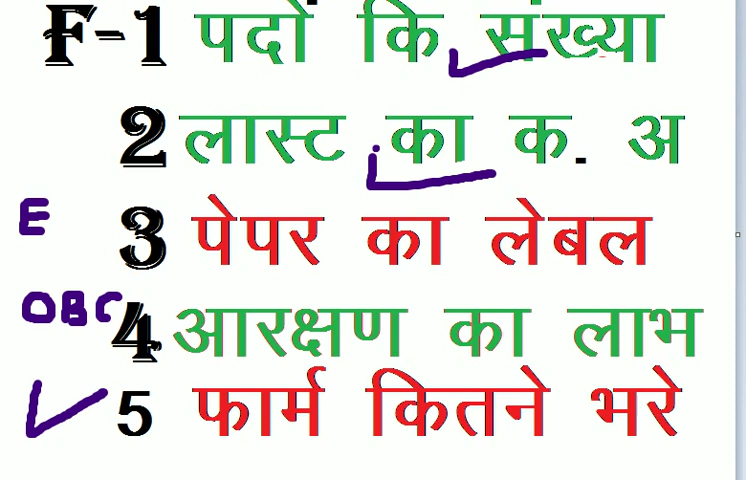 F-1 पदों कि संख्या
2 लास्ट का क. अ
E 3 पेपर का लेबल
OBC 4 आरक्षण का लाभ
5 फार्म कितने भरे